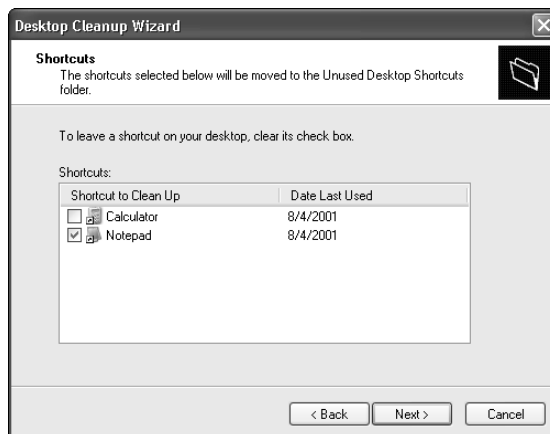 Desktop Cleanup Wizard
Shortcuts
The shortcuts selected below will be moved to the Unused Desktop Shortcuts
folder.
To leave a shortcut on your desktop, clear its check box.
Shortcuts:
Shortcut to Clean Up Date Last Used
Calculator 8/4/2001
Notepad 8/4/2001
< Back Next > Cancel